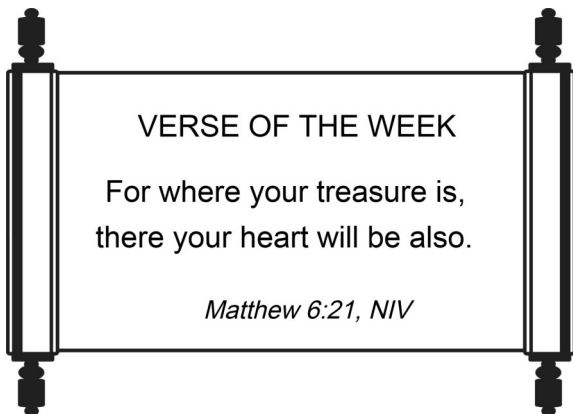 VERSE OF THE WEEK
For where your treasure is,
there your heart will be also.
Matthew 6:21, NIV